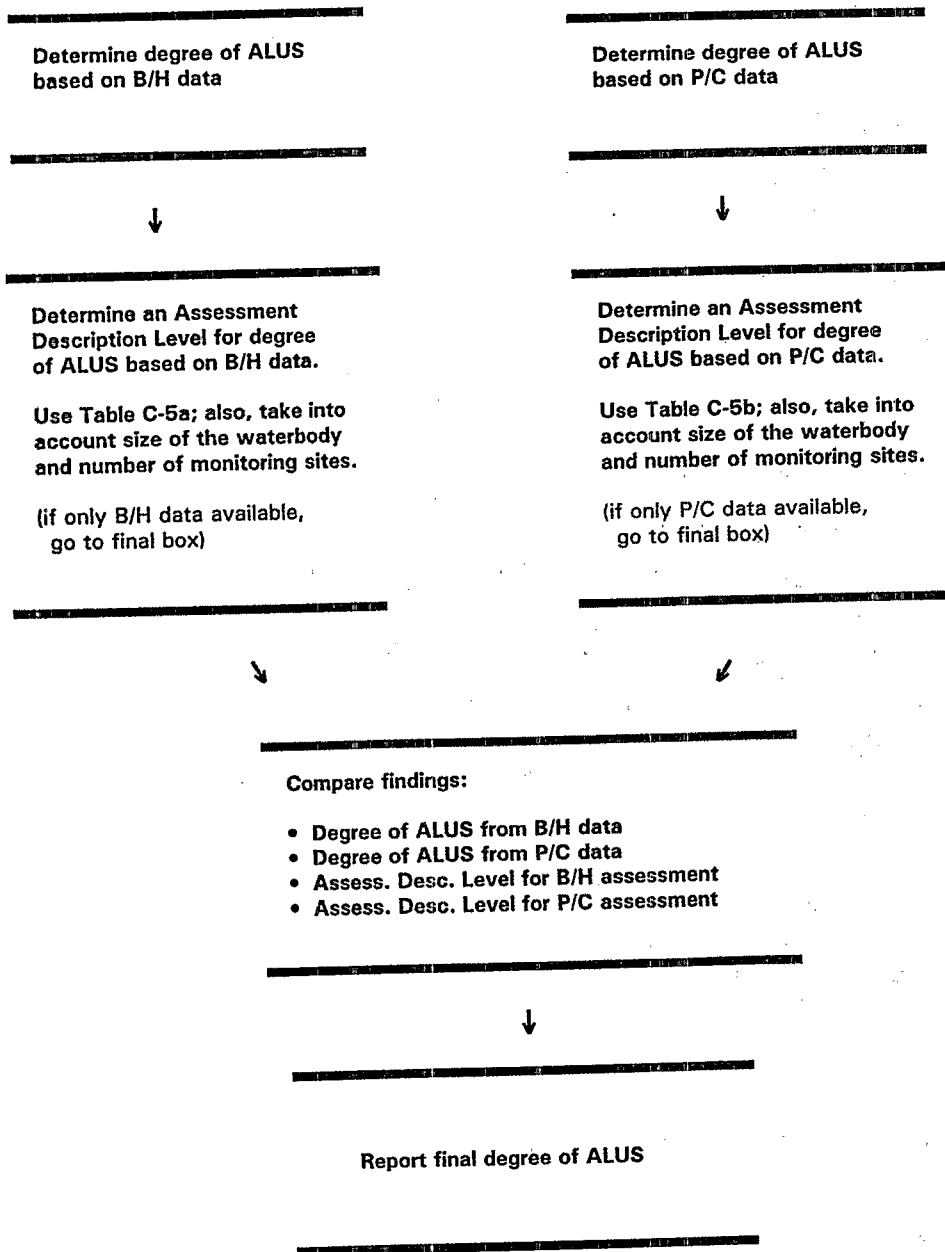 Determine degree of ALUS
based on B/H data
Determine degree of ALUS
based on P/C data
Determine an Assessment
Description Level for degree
of ALUS based on B/H data.
Use Table C-5a; also, take into
account size of the waterbody
and number of monitoring sites.
(if only B/H data available,
go to final box)
Determine an Assessment
Description Level for degree
of ALUS based on P/C data.
Use Table C-5b; also, take into
account size of the waterbody
and number of monitoring sites.
(if only P/C data available,
go to final box)
Compare findings:
• Degree of ALUS from B/H data
• Degree of ALUS from P/C data
• Assess. Desc. Level for B/H assessment
• Assess. Desc. Level for P/C assessment
Report final degree of ALUS